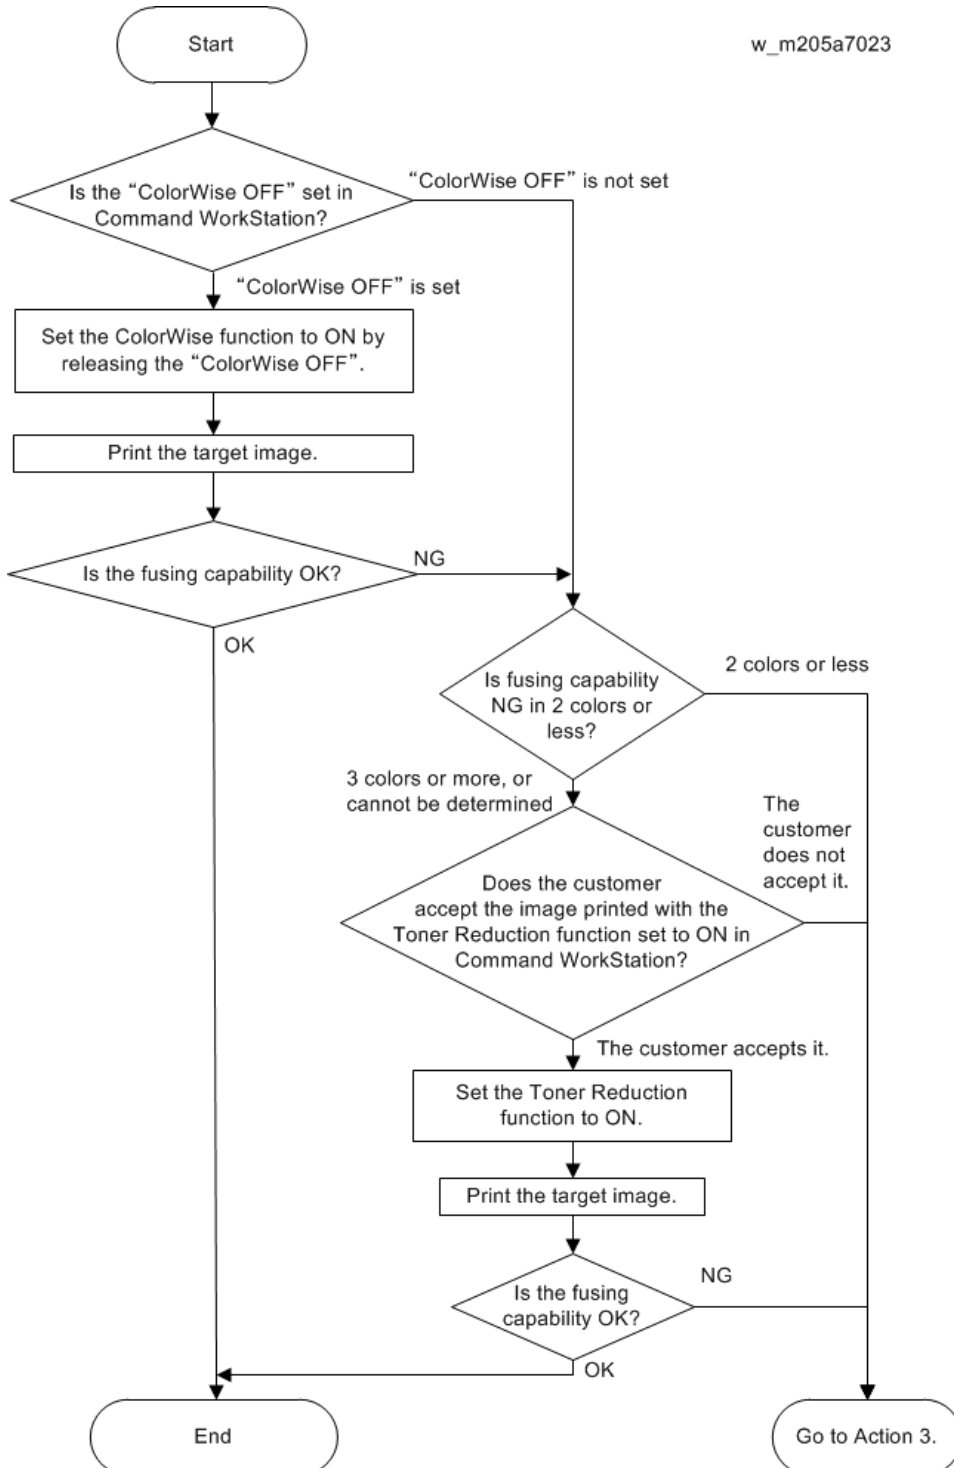 Start
w_m205a7023
Is the “ColorWise OFF” set in
Command WorkStation?
“ColorWise OFF” is not set
“ColorWise OFF” is set
Set the ColorWise function to ON by
releasing the “ColorWise OFF”.
Print the target image.
Is the fusing capability OK?
NG
OK
Is fusing capability
NG in 2 colors or
less?
2 colors or less
3 colors or more, or
cannot be determined
The
customer
does not
accept it.
Does the customer
accept the image printed with the
Toner Reduction function set to ON in
Command WorkStation?
The customer accepts it.
Set the Toner Reduction
function to ON.
Print the target image.
Is the fusing
capability OK?
NG
OK
End
Go to Action 3.